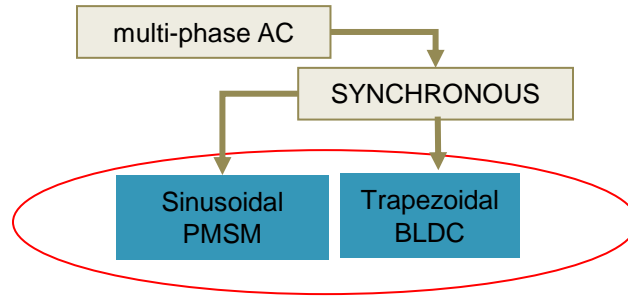 multi-phase AC
SYNCHRONOUS
Sinusoidal
PMSM
Trapezoidal
BLDC